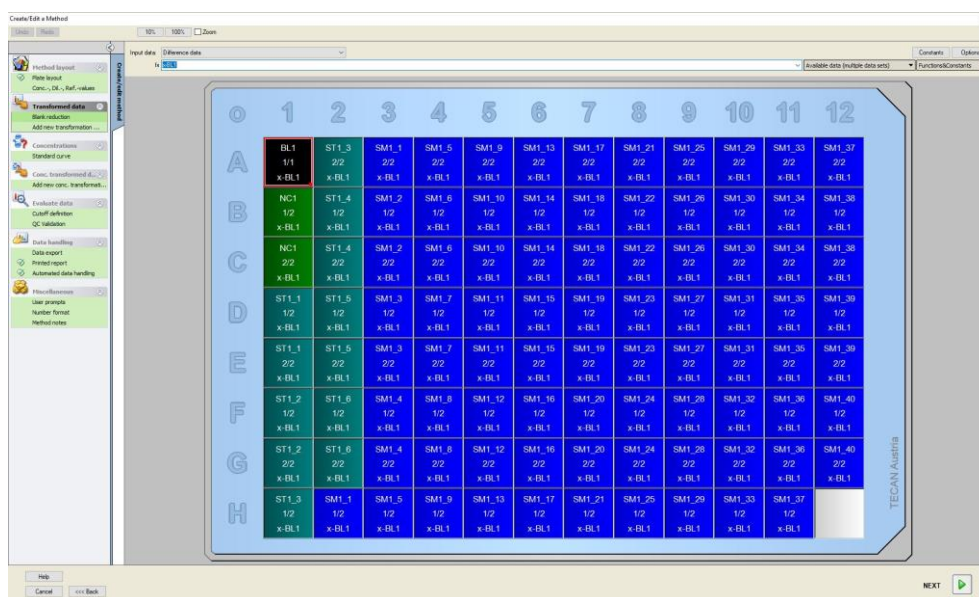 Create/Edit a Method
Undo Redo 50% 100% Zoom
Input data: Difference data Constants Options
fx x-BL1 Available data (multiple data sets) Functions&Constants
Create/edit method
Method layout
Plate layout
Conc.-, Dil.-, Ref.-values
Transformed data
Blank reduction
Add new transformation ...
Concentrations
Standard curve
Conc. transformed d...
Add new conc. transformat...
Evaluate data
Cutoff definition
QC Validation
Data handling
Data export
Printed report
Automated data handling
Miscellaneous
User prompts
Number format
Method notes
1 2 3 4 5 6 7 8 9 10 11 12
A
BL1 ST1_3 SM1_1 SM1_5 SM1_9 SM1_13 SM1_17 SM1_21 SM1_25 SM1_29 SM1_33 SM1_37
1/1 2/2 2/2 2/2 2/2 2/2 2/2 2/2 2/2 2/2 2/2 2/2
x-BL1 x-BL1 x-BL1 x-BL1 x-BL1 x-BL1 x-BL1 x-BL1 x-BL1 x-BL1 x-BL1 x-BL1
B
NC1 ST1_4 SM1_2 SM1_6 SM1_10 SM1_14 SM1_18 SM1_22 SM1_26 SM1_30 SM1_34 SM1_38
1/2 1/2 1/2 1/2 1/2 1/2 1/2 1/2 1/2 1/2 1/2 1/2
x-BL1 x-BL1 x-BL1 x-BL1 x-BL1 x-BL1 x-BL1 x-BL1 x-BL1 x-BL1 x-BL1 x-BL1
C
NC1 ST1_4 SM1_2 SM1_6 SM1_10 SM1_14 SM1_18 SM1_22 SM1_26 SM1_30 SM1_34 SM1_38
2/2 2/2 2/2 2/2 2/2 2/2 2/2 2/2 2/2 2/2 2/2 2/2
x-BL1 x-BL1 x-BL1 x-BL1 x-BL1 x-BL1 x-BL1 x-BL1 x-BL1 x-BL1 x-BL1 x-BL1
D
ST1_1 ST1_5 SM1_3 SM1_7 SM1_11 SM1_15 SM1_19 SM1_23 SM1_27 SM1_31 SM1_35 SM1_39
1/2 1/2 1/2 1/2 1/2 1/2 1/2 1/2 1/2 1/2 1/2 1/2
x-BL1 x-BL1 x-BL1 x-BL1 x-BL1 x-BL1 x-BL1 x-BL1 x-BL1 x-BL1 x-BL1 x-BL1
E
ST1_1 ST1_5 SM1_3 SM1_7 SM1_11 SM1_15 SM1_19 SM1_23 SM1_27 SM1_31 SM1_35 SM1_39
2/2 2/2 2/2 2/2 2/2 2/2 2/2 2/2 2/2 2/2 2/2 2/2
x-BL1 x-BL1 x-BL1 x-BL1 x-BL1 x-BL1 x-BL1 x-BL1 x-BL1 x-BL1 x-BL1 x-BL1
F
ST1_2 ST1_6 SM1_4 SM1_8 SM1_12 SM1_16 SM1_20 SM1_24 SM1_28 SM1_32 SM1_36 SM1_40
1/2 1/2 1/2 1/2 1/2 1/2 1/2 1/2 1/2 1/2 1/2 1/2
x-BL1 x-BL1 x-BL1 x-BL1 x-BL1 x-BL1 x-BL1 x-BL1 x-BL1 x-BL1 x-BL1 x-BL1
G
ST1_2 ST1_6 SM1_4 SM1_8 SM1_12 SM1_16 SM1_20 SM1_24 SM1_28 SM1_32 SM1_36 SM1_40
2/2 2/2 2/2 2/2 2/2 2/2 2/2 2/2 2/2 2/2 2/2 2/2
x-BL1 x-BL1 x-BL1 x-BL1 x-BL1 x-BL1 x-BL1 x-BL1 x-BL1 x-BL1 x-BL1 x-BL1
H
ST1_3 SM1_1 SM1_5 SM1_9 SM1_13 SM1_17 SM1_21 SM1_25 SM1_29 SM1_33 SM1_37
1/2 1/2 1/2 1/2 1/2 1/2 1/2 1/2 1/2 1/2 1/2
x-BL1 x-BL1 x-BL1 x-BL1 x-BL1 x-BL1 x-BL1 x-BL1 x-BL1 x-BL1 x-BL1
TECAN Austria
Help
Cancel <<< Back
NEXT